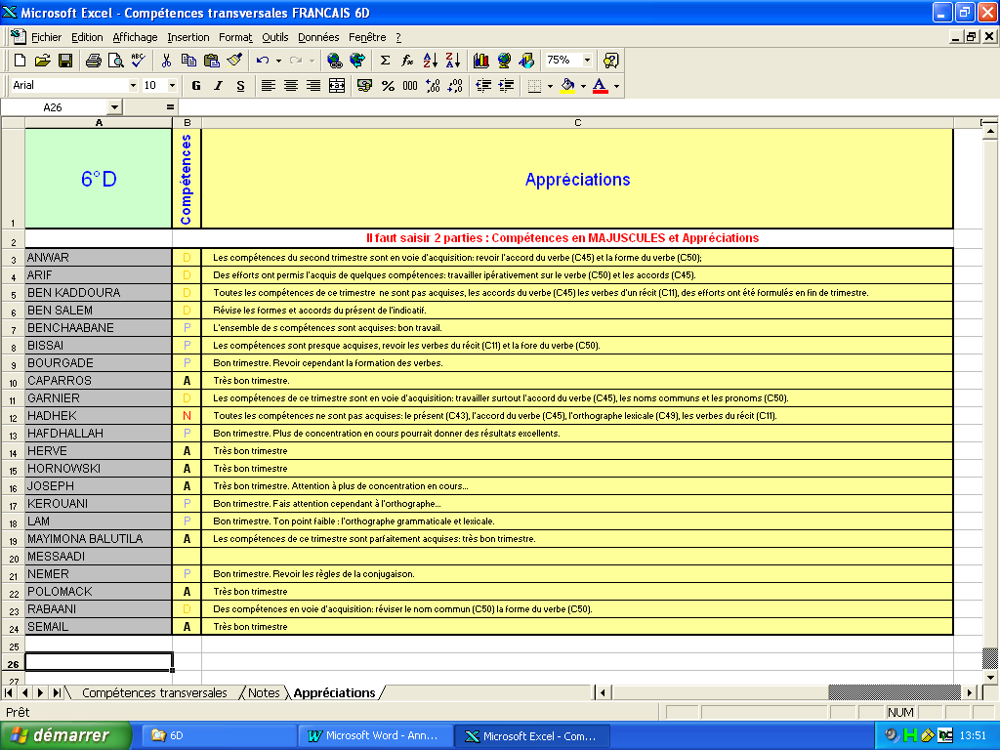 Microsoft Excel - Compétences transversales FRANCAIS 6D
Fichier Edition Affichage Insertion Format Outils Données Fenêtre ?
75%
Arial 10 G I S
A26 =
A B C
1 6°D Compétences Appréciations
2 Il faut saisir 2 parties : Compétences en MAJUSCULES et Appréciations
3 ANWAR D Les compétences du second trimestre sont en voie d'acquisition: revoir l'accord du verbe (C45) et la forme du verbe (C50);
4 ARIF D Des efforts ont permis l'acquis de quelques compétences: travailler ipérativement sur le verbe (C50) et les accords (C45).
5 BEN KADDOURA D Toutes les compétences de ce trimestre ne sont pas acquises, les accords du verbe (C45) les verbes d'un récit (C11), des efforts ont été formulés en fin de trimestre.
6 BEN SALEM D Révise les formes et accords du présent de l'indicatif.
7 BENCHAABANE P L'ensemble de s compétences sont acquises: bon travail.
8 BISSAI P Les compétences sont presque acquises, revoir les verbes du récit (C11) et la fore du verbe (C50).
9 BOURGADE P Bon trimestre. Revoir cependant la formation des verbes.
10 CAPARROS A Très bon trimestre.
11 GARNIER D Les compétences de ce trimestre sont en voie d'acquisition: travailler surtout l'accord du verbe (C45), les noms communs et les pronoms (C50).
12 HADHEK N Toutes les compétences ne sont pas acquises: le présent (C43), l'accord du verbe (C45), l'orthographe lexicale (C49), les verbes du récit (C11).
13 HAFDHALLAH P Bon trimestre. Plus de concentration en cours pourrait donner des résultats excellents.
14 HERVE A Très bon trimestre
15 HORNOWSKI A Très bon trimestre
16 JOSEPH A Très bon trimestre. Attention à plus de concentration en cours...
17 KEROUANI P Bon trimestre. Fais attention cependant à l'orthographe...
18 LAM P Bon trimestre. Ton point faible : l'orthographe grammaticale et lexicale.
19 MAYIMONA BALUTILA A Les compétences de ce trimestre sont parfaitement acquises: très bon trimestre.
20 MESSAADI
21 NEMER P Bon trimestre. Revoir les règles de la conjugaison.
22 POLOMACK A Très bon trimestre
23 RABAANI D Des compétences en voie d'acquisition: réviser le nom commun (C50) la forme du verbe (C50).
24 SEMAIL A Très bon trimestre
25
26
27
Compétences transversales Notes Appréciations
Prêt NUM
démarrer 6D Microsoft Word - Ann... Microsoft Excel - Com... 13:51